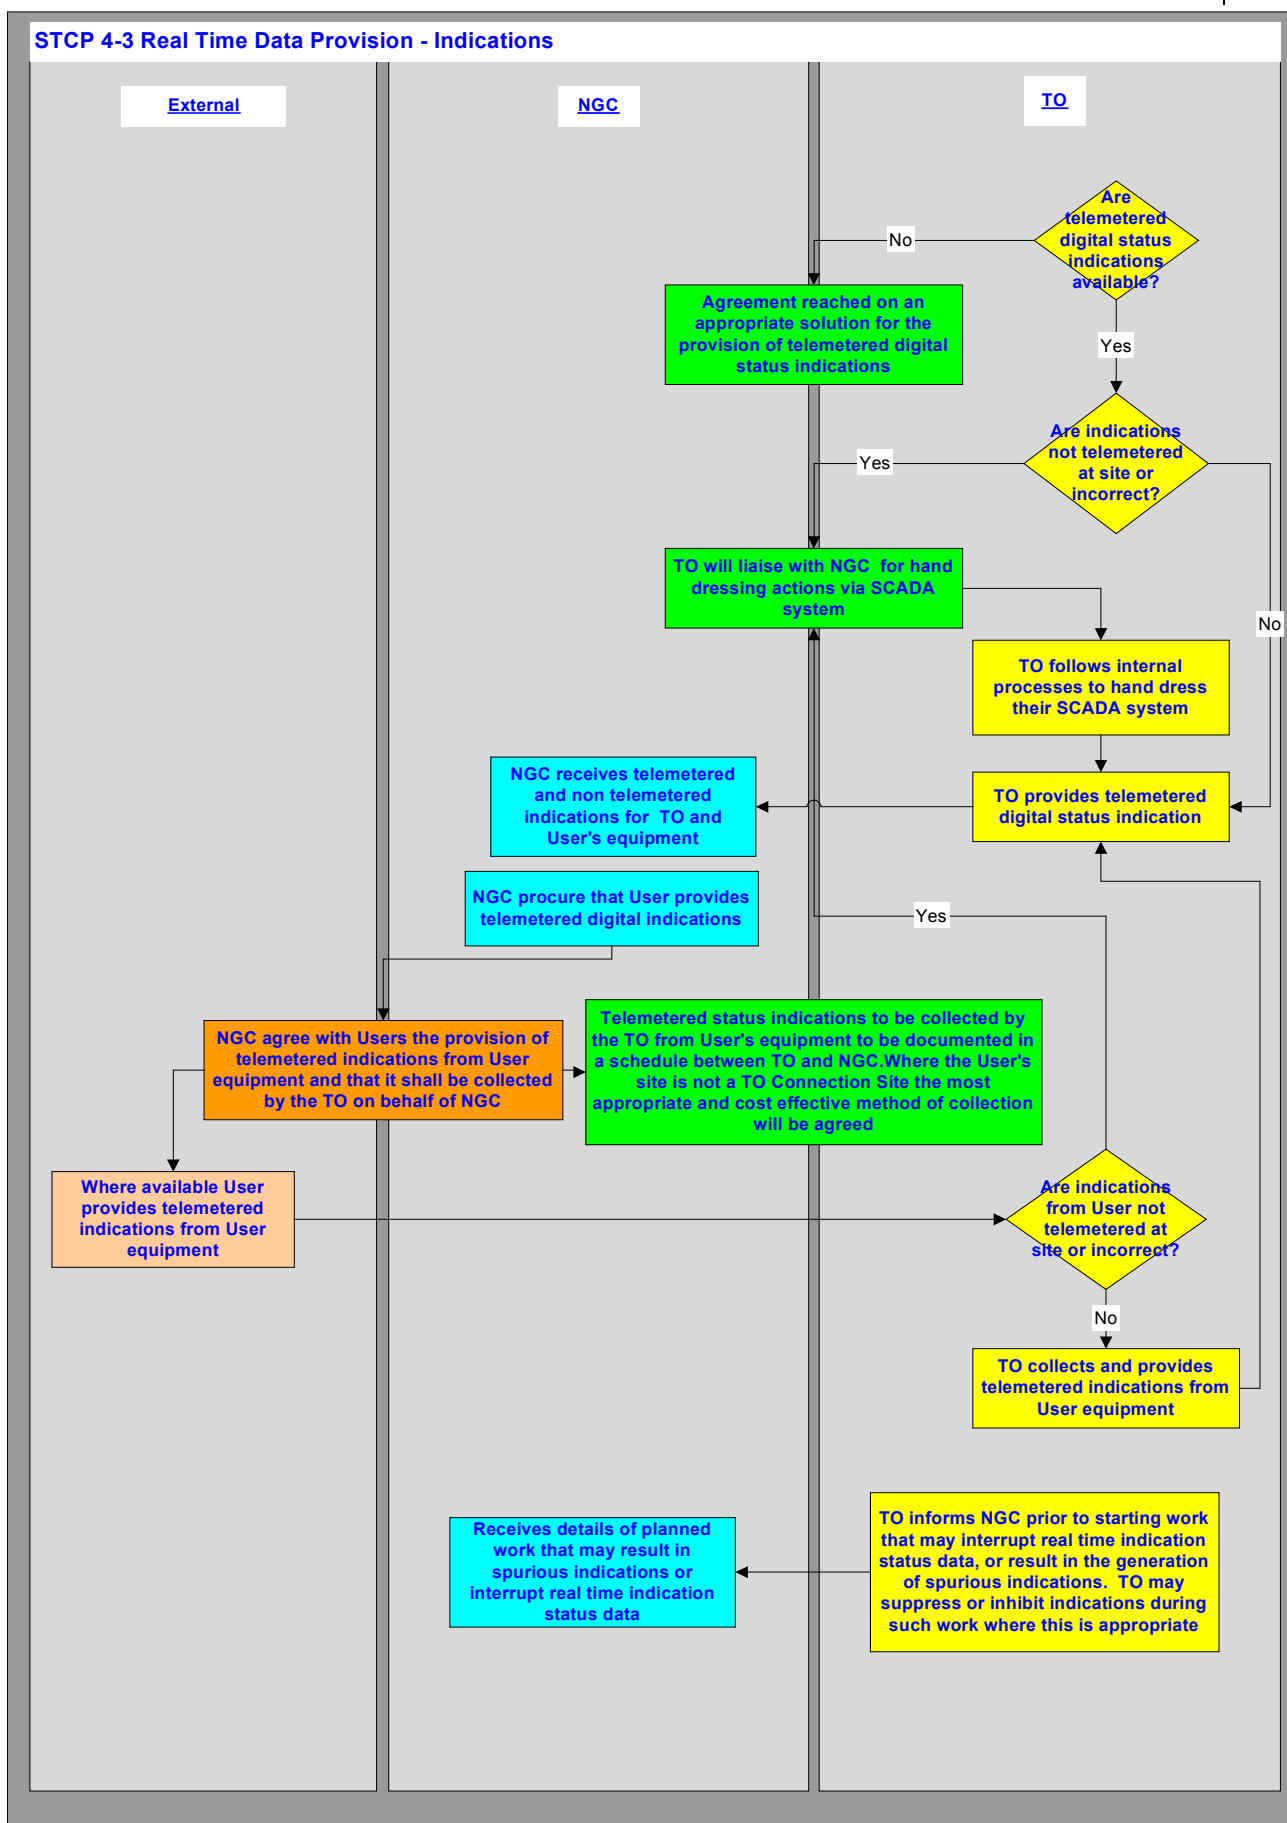 STCP 4-3 Real Time Data Provision - Indications
External
NGC
TO
Are
telemetered
digital status
indications
available?
No
Agreement reached on an
appropriate solution for the
provision of telemetered digital
status indications
Yes
Are indications
not telemetered
at site or
incorrect?
Yes
No
TO will liaise with NGC for hand
dressing actions via SCADA
system
TO follows internal
processes to hand dress
their SCADA system
NGC receives telemetered
and non telemetered
indications for TO and
User's equipment
TO provides telemetered
digital status indication
NGC procure that User provides
telemetered digital indications
Yes
NGC agree with Users the provision of
telemetered indications from User
equipment and that it shall be collected
by the TO on behalf of NGC
Telemetered status indications to be collected by
the TO from User's equipment to be documented in
a schedule between TO and NGC.Where the User's
site is not a TO Connection Site the most
appropriate and cost effective method of collection
will be agreed
Where available User
provides telemetered
indications from User
equipment
Are indications
from User not
telemetered at
site or incorrect?
No
TO collects and provides
telemetered indications from
User equipment
Receives details of planned
work that may result in
spurious indications or
interrupt real time indication
status data
TO informs NGC prior to starting work
that may interrupt real time indication
status data, or result in the generation
of spurious indications. TO may
suppress or inhibit indications during
such work where this is appropriate